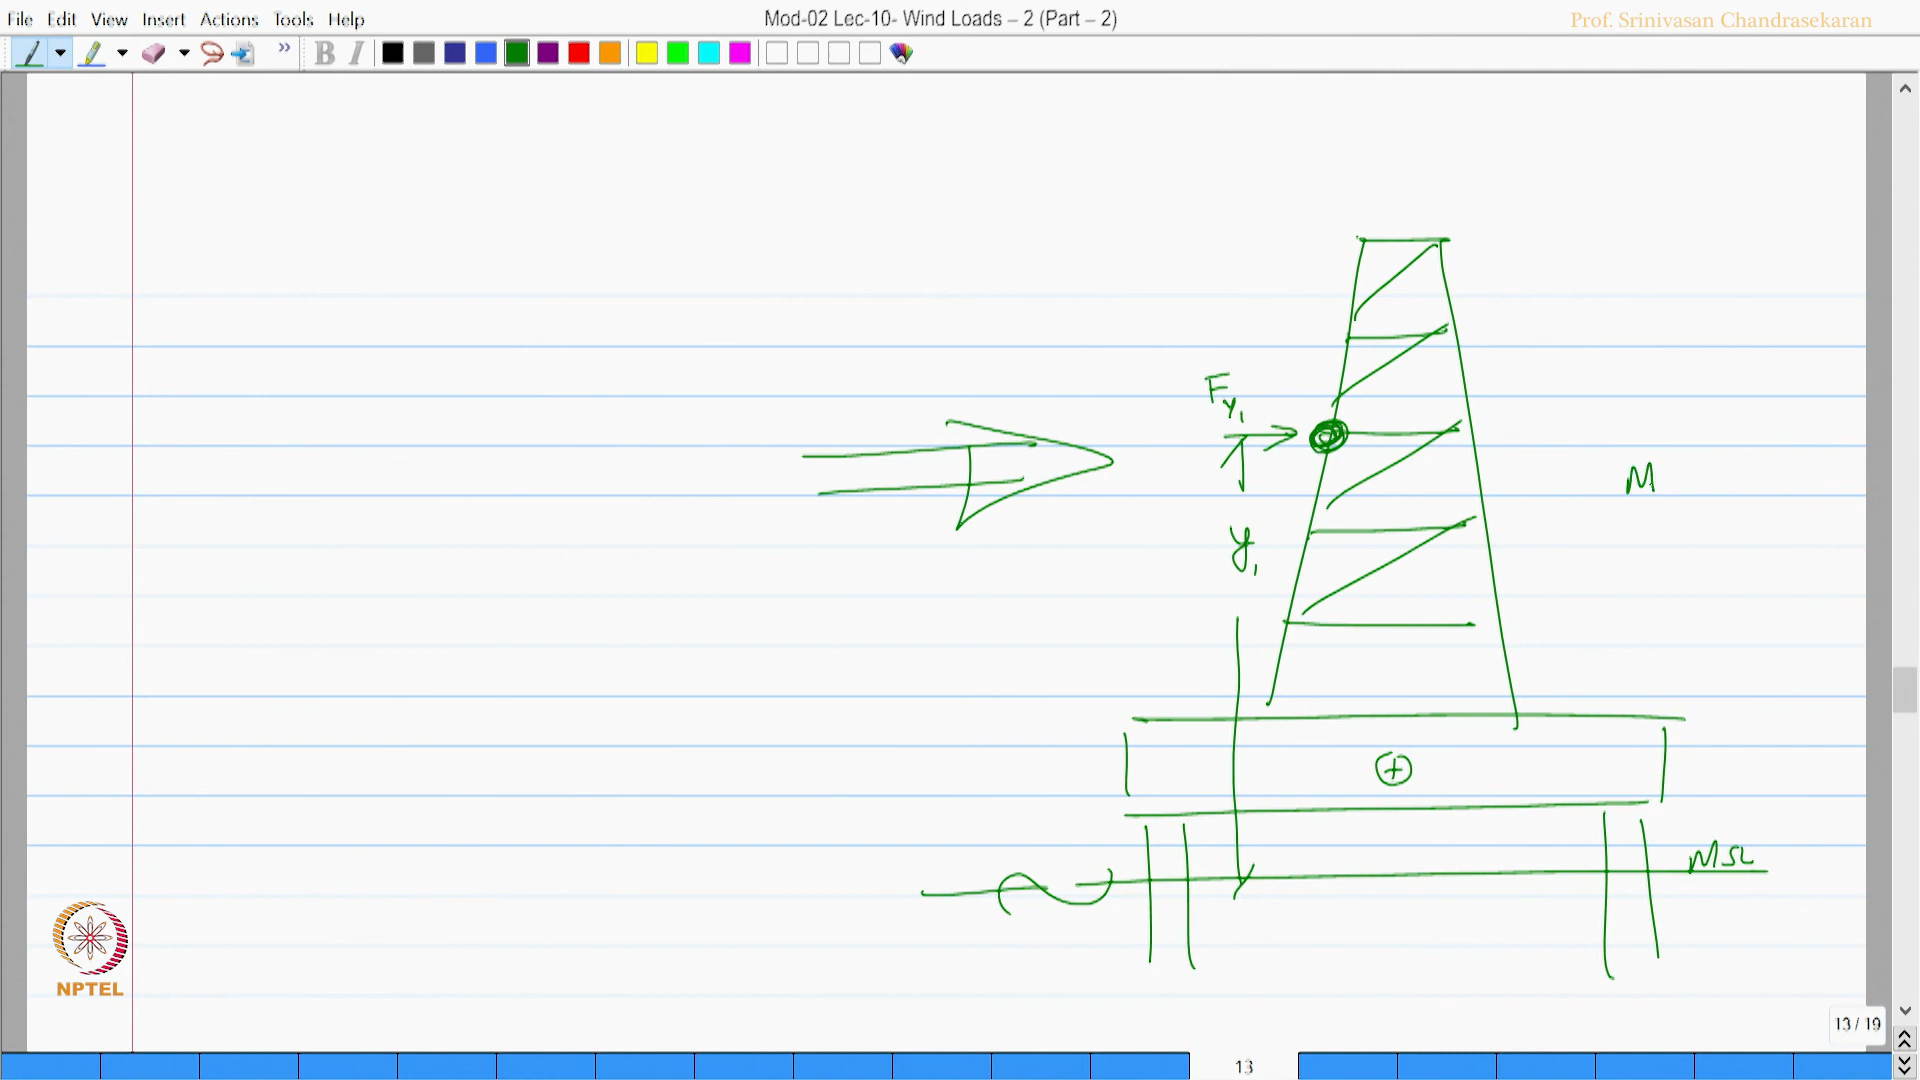 File Edit View Insert Actions Tools Help
Mod-02 Lec-10- Wind Loads – 2 (Part – 2)
Prof. Srinivasan Chandrasekaran
B I
Fy1
M
y1
MSL
NPTEL
13 / 19
13